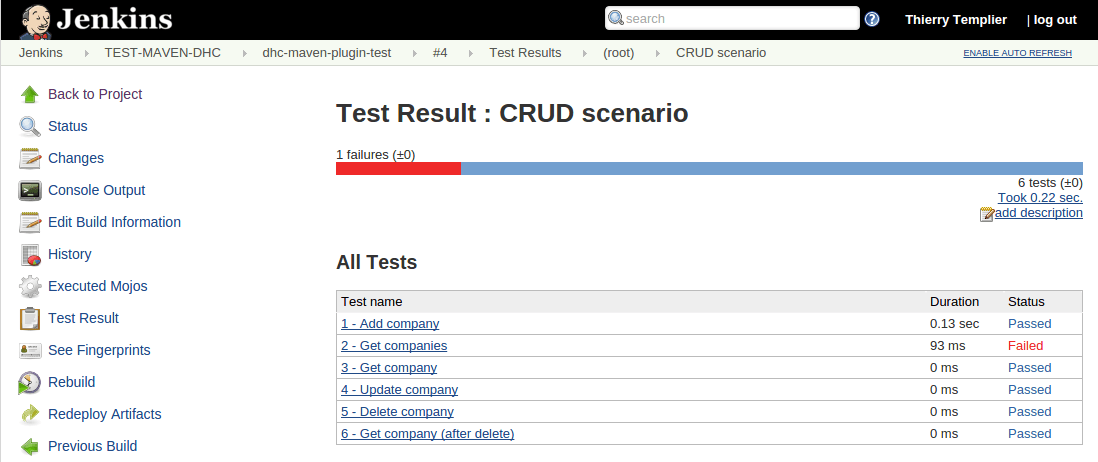 Jenkins
search
Thierry Templier | log out
Jenkins TEST-MAVEN-DHC dhc-maven-plugin-test #4 Test Results (root) CRUD scenario ENABLE AUTO REFRESH
Back to Project
Status
Changes
Console Output
Edit Build Information
History
Executed Mojos
Test Result
See Fingerprints
Rebuild
Redeploy Artifacts
Previous Build
Test Result : CRUD scenario
1 failures (±0)
6 tests (±0)
Took 0.22 sec.
add description
All Tests
Test name Duration Status
1 - Add company 0.13 sec Passed
2 - Get companies 93 ms Failed
3 - Get company 0 ms Passed
4 - Update company 0 ms Passed
5 - Delete company 0 ms Passed
6 - Get company (after delete) 0 ms Passed